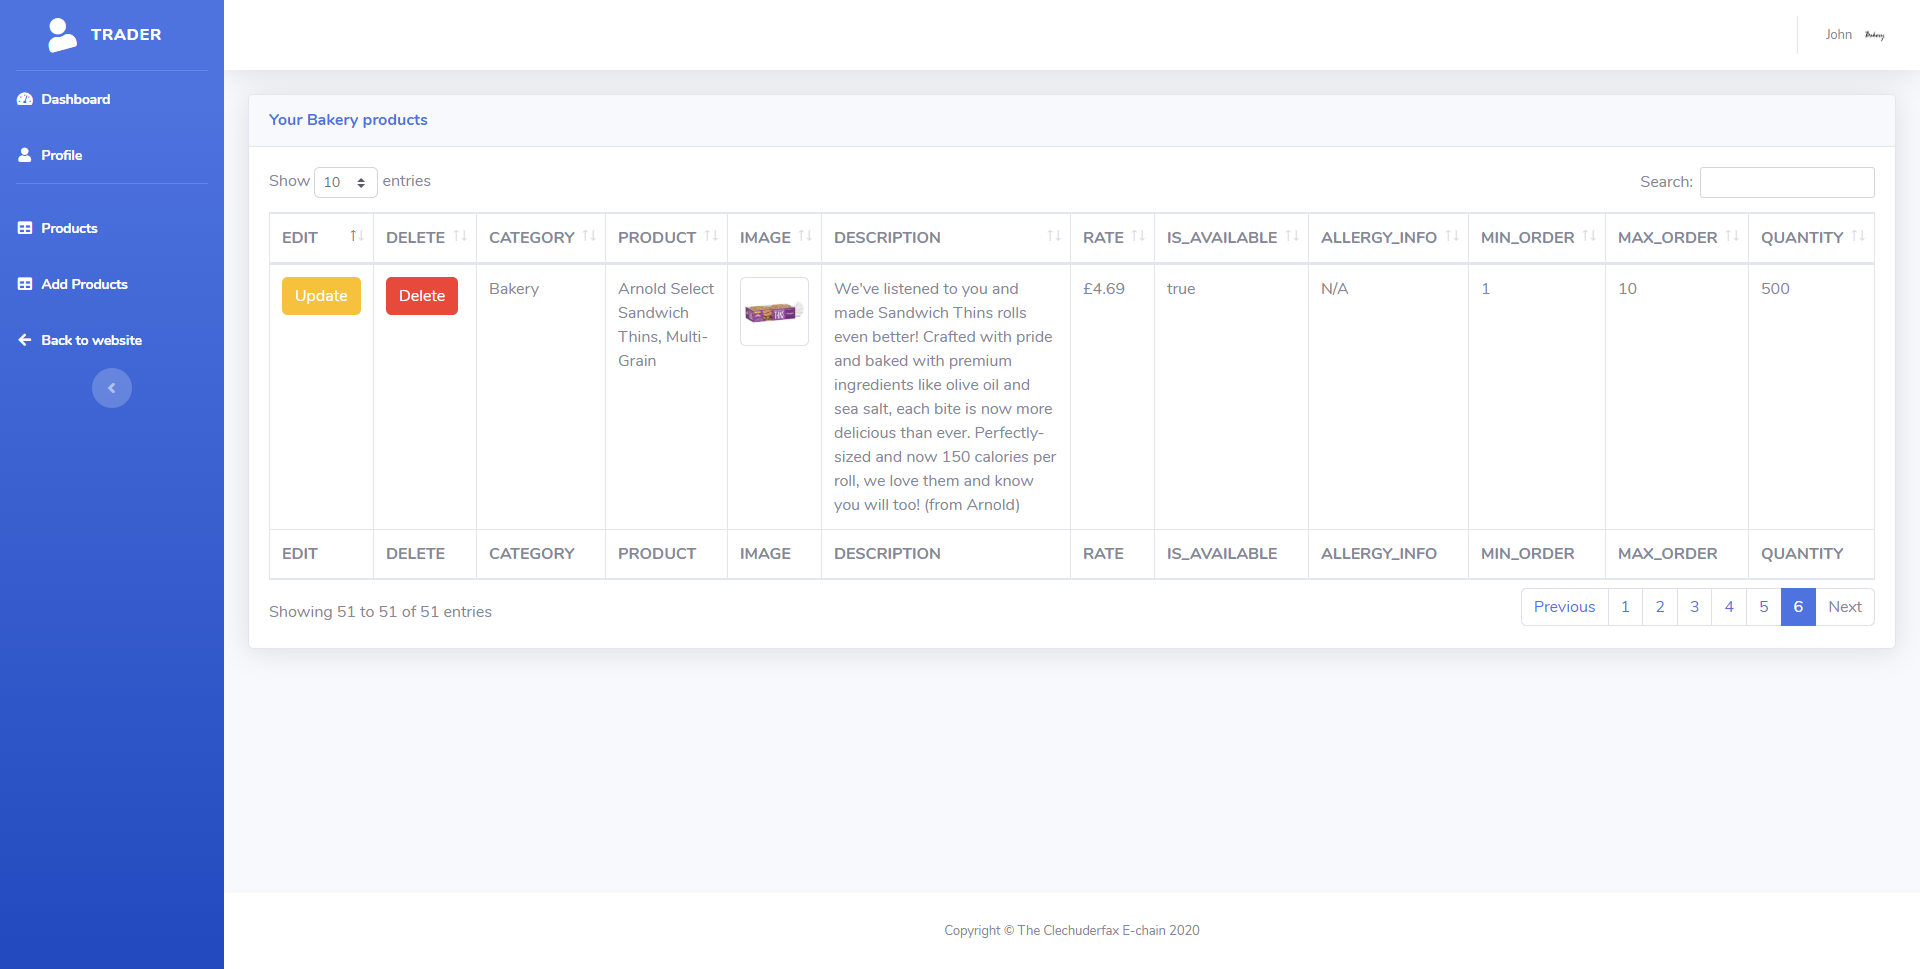 TRADER
John
Bakery
Dashboard
Profile
Products
Add Products
Back to website
Your Bakery products
Show 10 entries
Search:
EDIT DELETE CATEGORY PRODUCT IMAGE DESCRIPTION RATE IS_AVAILABLE ALLERGY_INFO MIN_ORDER MAX_ORDER QUANTITY
Update
Delete
Bakery
Arnold Select
Sandwich
Thins, Multi-
Grain
We've listened to you and
made Sandwich Thins rolls
even better! Crafted with pride
and baked with premium
ingredients like olive oil and
sea salt, each bite is now more
delicious than ever. Perfectly-
sized and now 150 calories per
roll, we love them and know
you will too! (from Arnold)
£4.69
true
N/A
1
10
500
EDIT DELETE CATEGORY PRODUCT IMAGE DESCRIPTION RATE IS_AVAILABLE ALLERGY_INFO MIN_ORDER MAX_ORDER QUANTITY
Showing 51 to 51 of 51 entries
Previous 1 2 3 4 5 6 Next
Copyright © The Clechuderfax E-chain 2020